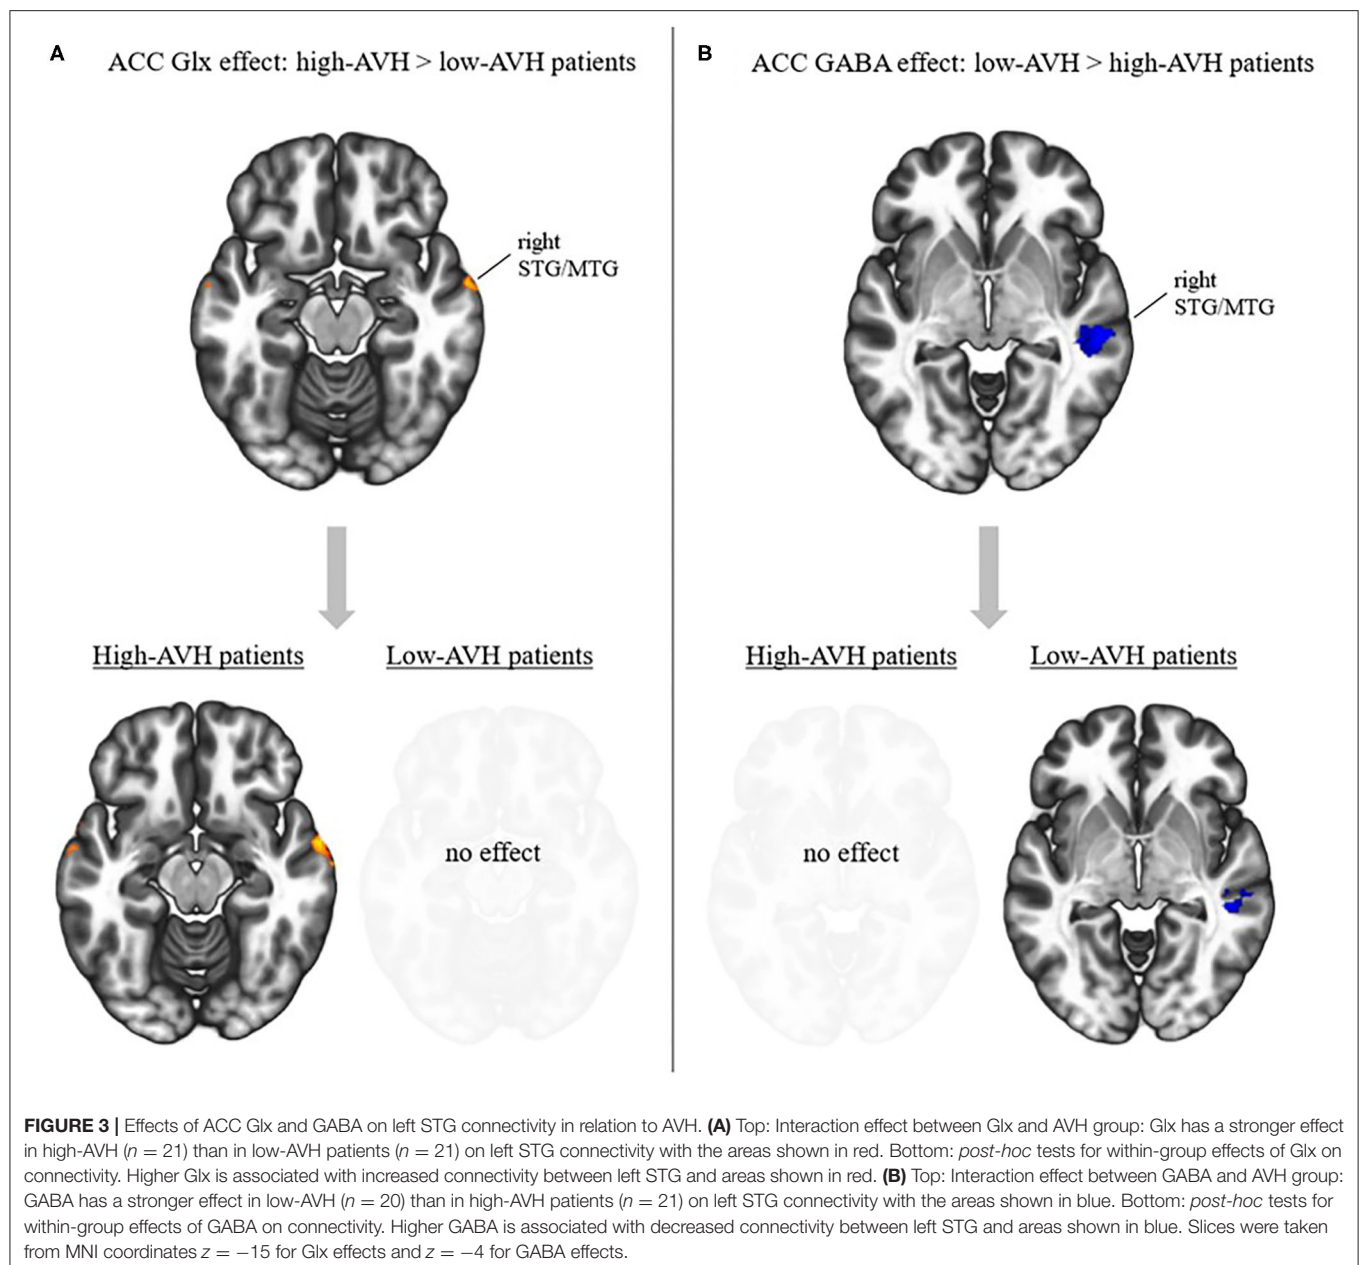 A
ACC Glx effect: high-AVH > low-AVH patients
right
STG/MTG
High-AVH patients
Low-AVH patients
no effect
B
ACC GABA effect: low-AVH > high-AVH patients
right
STG/MTG
High-AVH patients
Low-AVH patients
no effect
FIGURE 3 | Effects of ACC Glx and GABA on left STG connectivity in relation to AVH. (A) Top: Interaction effect between Glx and AVH group: Glx has a stronger effect
in high-AVH (n = 21) than in low-AVH patients (n = 21) on left STG connectivity with the areas shown in red. Bottom: post-hoc tests for within-group effects of Glx on
connectivity. Higher Glx is associated with increased connectivity between left STG and areas shown in red. (B) Top: Interaction effect between GABA and AVH group:
GABA has a stronger effect in low-AVH (n = 20) than in high-AVH patients (n = 21) on left STG connectivity with the areas shown in blue. Bottom: post-hoc tests for
within-group effects of GABA on connectivity. Higher GABA is associated with decreased connectivity between left STG and areas shown in blue. Slices were taken
from MNI coordinates z = −15 for Glx effects and z = −4 for GABA effects.